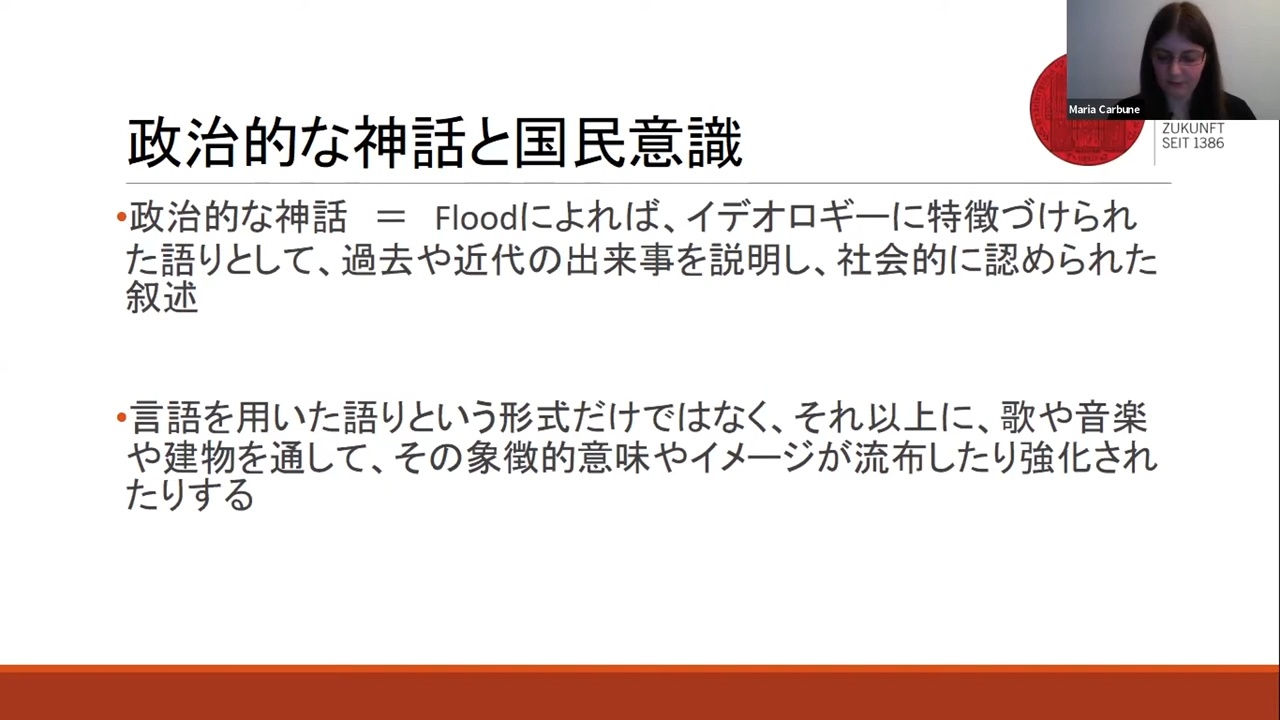 Maria Carbune
ZUKUNFT
SEIT 1386
政治的な神話と国民意識
•政治的な神話　＝　Floodによれば、イデオロギーに特徴づけられ
た語りとして、過去や近代の出来事を説明し、社会的に認められた
叙述
•言語を用いた語りという形式だけではなく、それ以上に、歌や音楽
や建物を通して、その象徴的意味やイメージが流布したり強化され
たりする